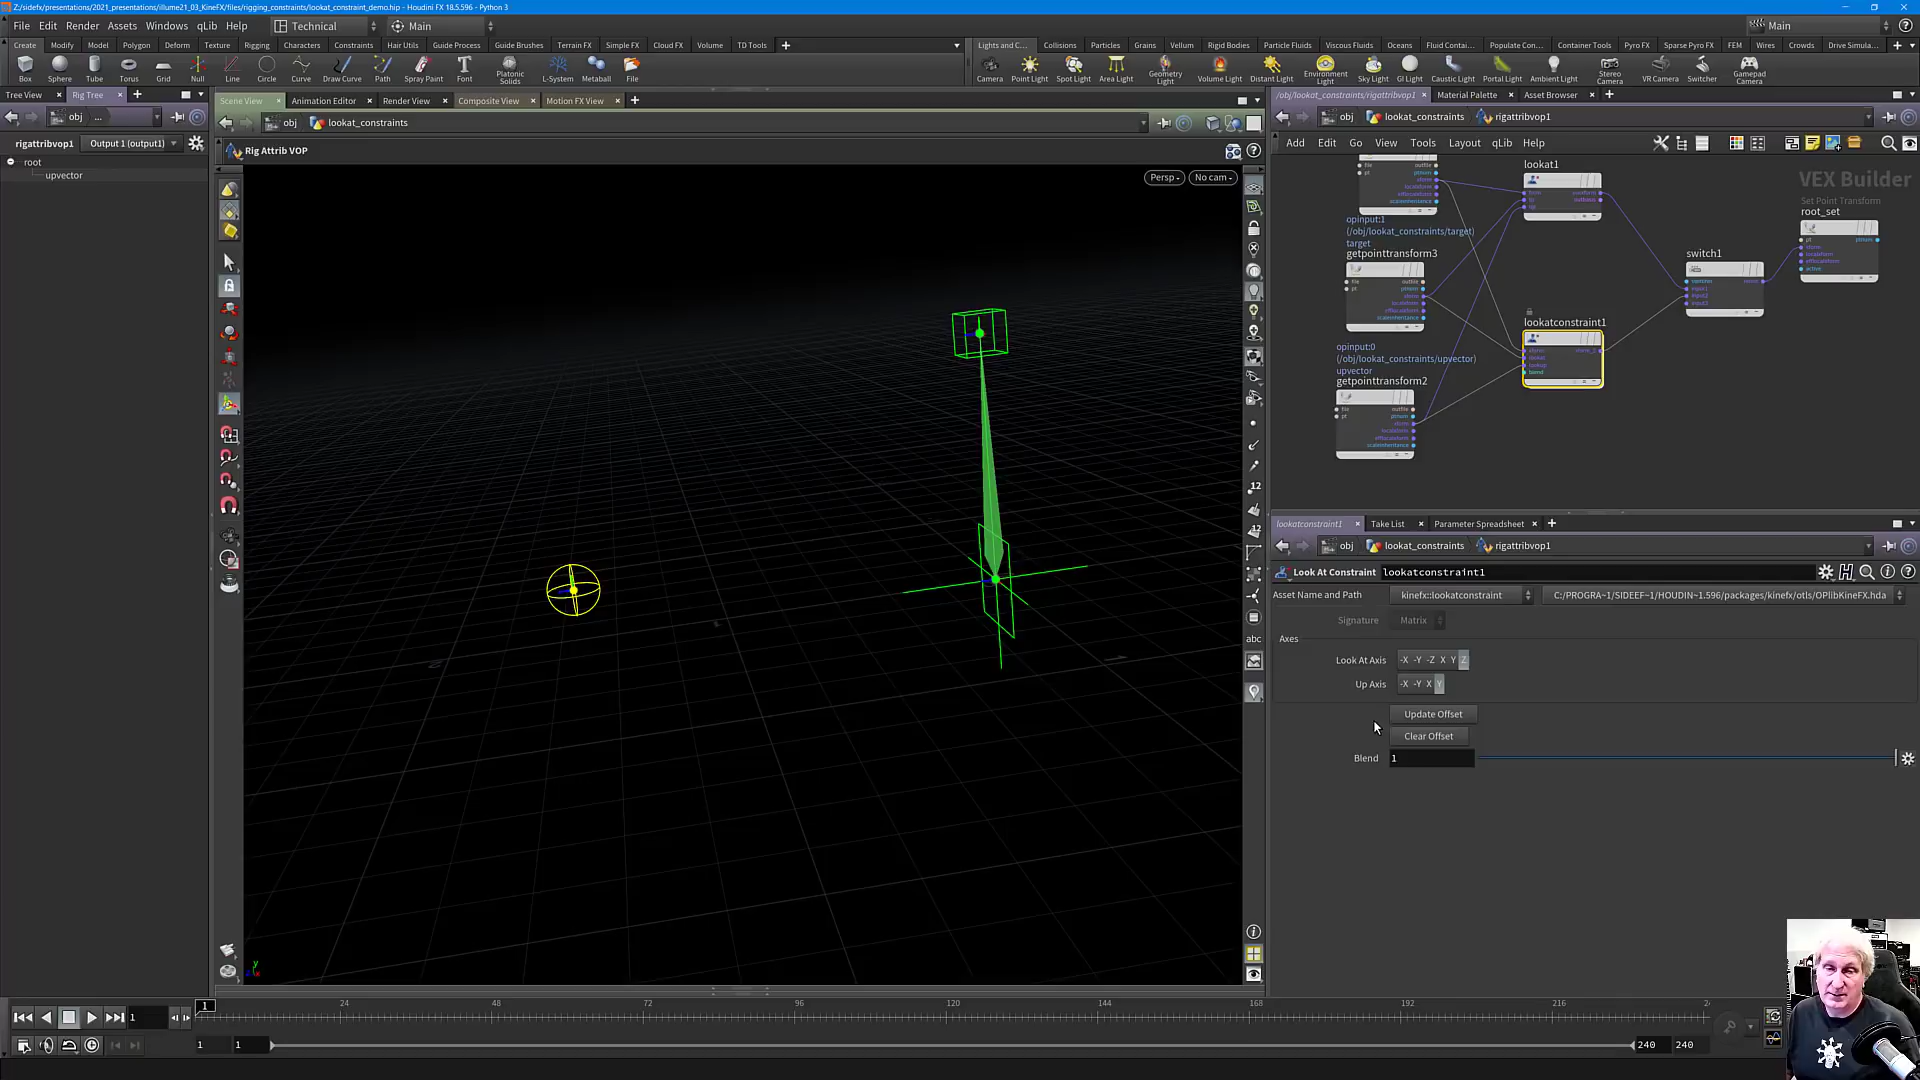 Z:/sidefx/presentations/2021_presentations/illume21_03_KineFX/files/rigging_constraints/lookat_constraint_demo.hip - Houdini FX 18.5.596 - Python 3
File Edit Render Assets Windows qLib Help Technical Main Main
Create Modify Model Polygon Deform Texture Rigging Characters Constraints Hair Utils Guide Process Guide Brushes Terrain FX Simple FX Cloud FX Volume TD Tools
Lights and C... Collisions Particles Grains Vellum Rigid Bodies Particle Fluids Viscous Fluids Oceans Fluid Contai... Populate Con... Container Tools Pyro FX Sparse Pyro FX FEM Wires Crowds Drive Simula...
Box Sphere Tube Torus Grid Null Line Circle Curve Draw Curve Path Spray Paint Font Platonic Solids L-System Metaball File
Camera Point Light Spot Light Area Light Geometry Light Volume Light Distant Light Environment Light Sky Light GI Light Caustic Light Portal Light Ambient Light Stereo Camera VR Camera Switcher Gamepad Camera
Tree View Rig Tree
obj ...
rigattribvop1 Output 1 (output1)
root
upvector
Scene View Animation Editor Render View Composite View Motion FX View
obj lookat_constraints
Rig Attrib VOP
Persp No cam
/obj/lookat_constraints/rigattribvop1 Material Palette Asset Browser
obj lookat_constraints rigattribvop1
Add Edit Go View Tools Layout qLib Help
VEX Builder
lookat1
Set Point Transform
root_set
opinput:1
(/obj/lookat_constraints/target)
target
getpointtransform3
switch1
lookatconstraint1
opinput:0
(/obj/lookat_constraints/upvector)
upvector
getpointtransform2
lookatconstraint1 Take List Parameter Spreadsheet
obj lookat_constraints rigattribvop1
Look At Constraint lookatconstraint1
Asset Name and Path kinefx::lookatconstraint C:/PROGRA~1/SIDEEF~1/HOUDIN~1.596/packages/kinefx/otls/OPlibKineFX.hda
Signature Matrix
Axes
Look At Axis -X -Y -Z X Y Z
Up Axis -X -Y X Y
Update Offset
Clear Offset
Blend 1
12
abc
y
z x
1 1 24 48 72 96 120 144 168 192 216
1 1 240 240